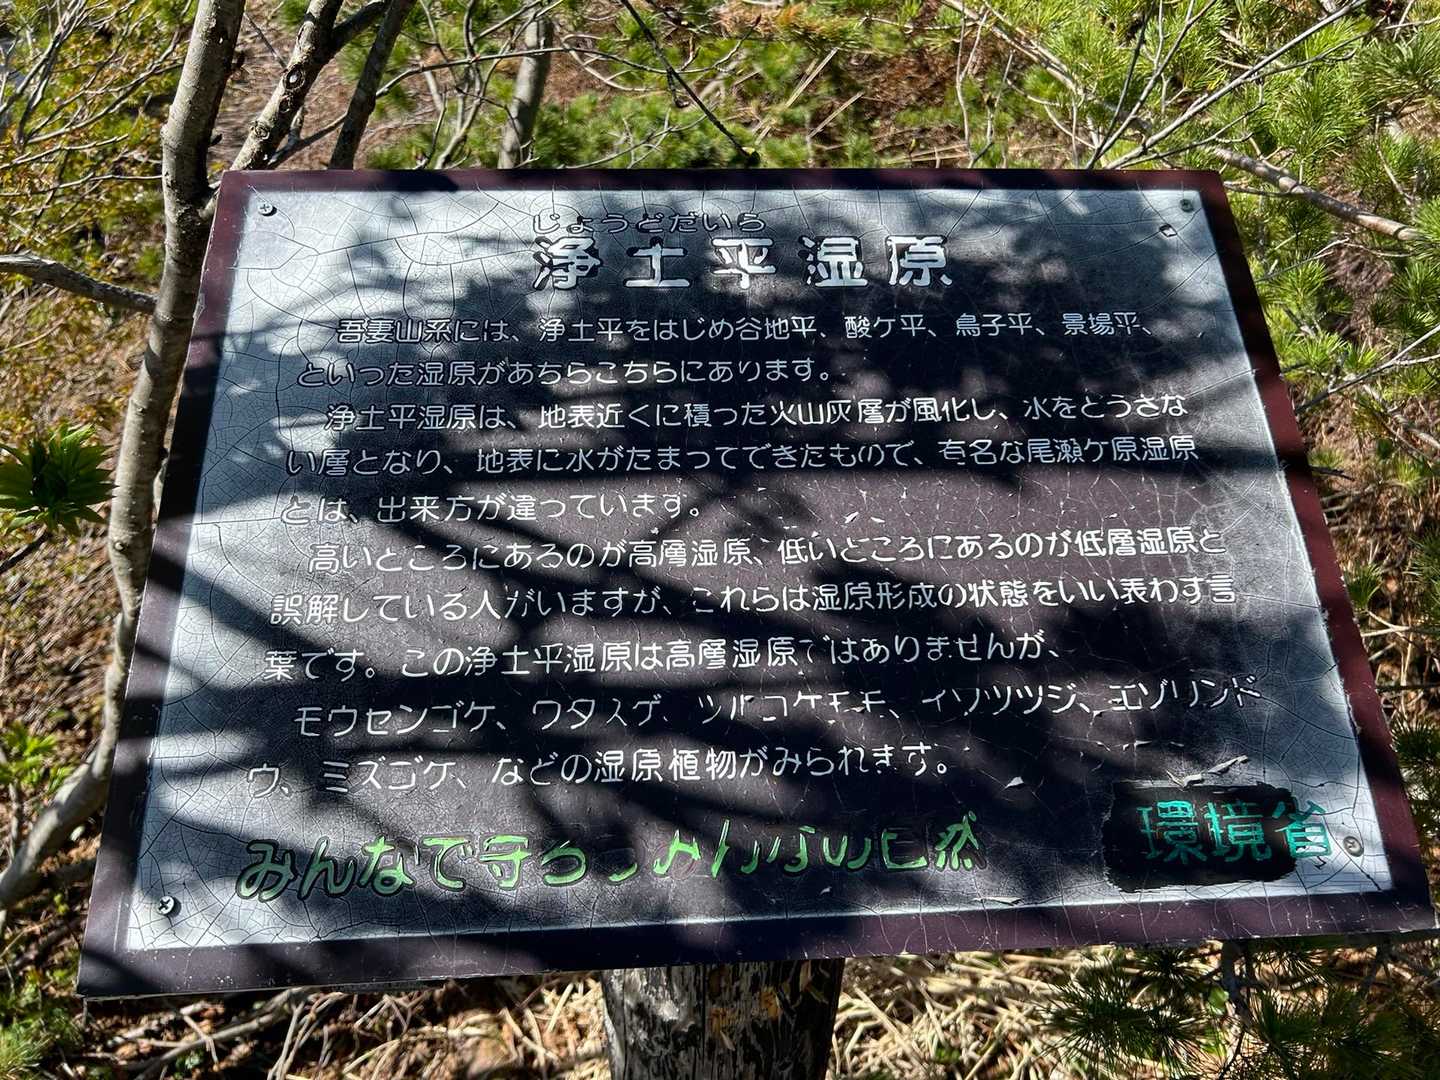 じょうどだいら
浄土平湿原
吾妻山系には、浄土平をはじめ谷地平、酸ケ平、鳥子平、景場平、
といった湿原があちらこちらにあります。
浄土平湿原は、地表近くに積った火山灰層が風化し、水をとうさな
い層となり、地表に水がたまってできたもので、有名な尾瀬ケ原湿原
とは、出来方が違っています。
高いところにあるのが高層湿原、低いところにあるのが低層湿原と
誤解している人がいますが、これらは湿原形成の状態をいい表わす言
葉です。この浄土平湿原は高層湿原ではありませんが、
モウセンゴケ、ワタスゲ、ツルコケモモ、イソツツジ、エゾリンド
ウ、ミズゴケ、などの湿原植物がみられます。
みんなで守ろうみんなの自然
環境省